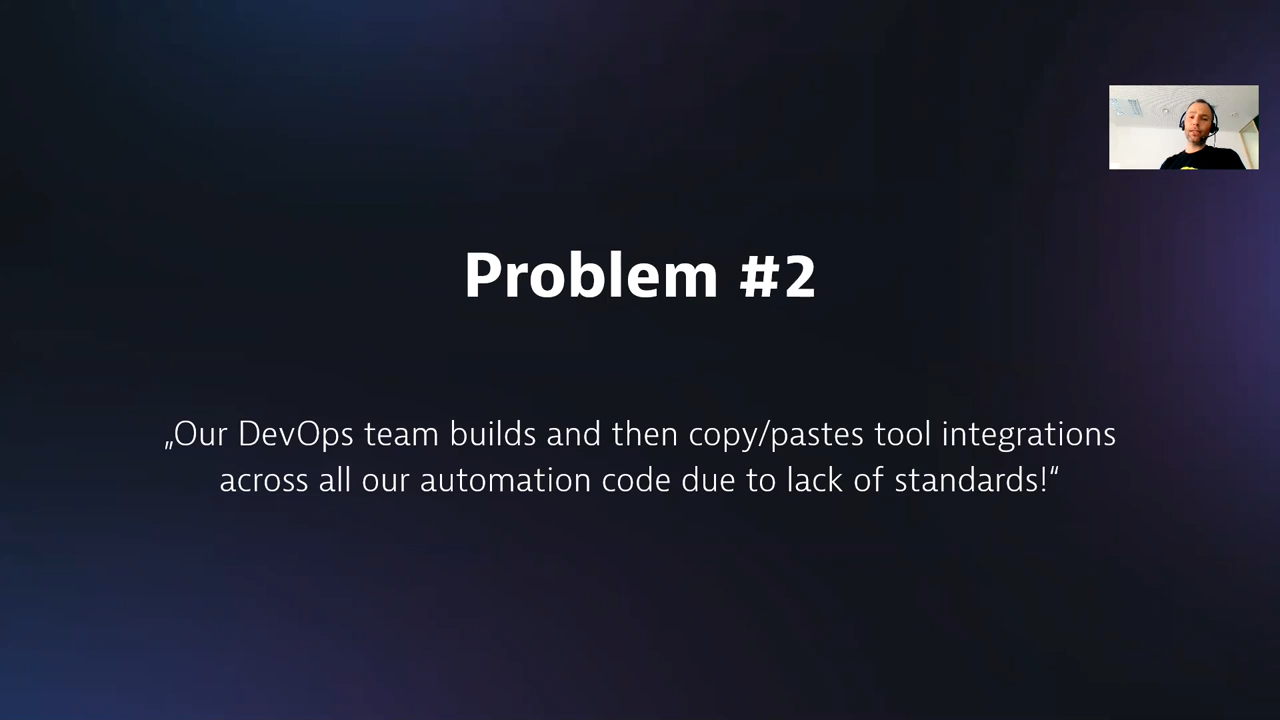 Problem #2
„Our DevOps team builds and then copy/pastes tool integrations
across all our automation code due to lack of standards!“